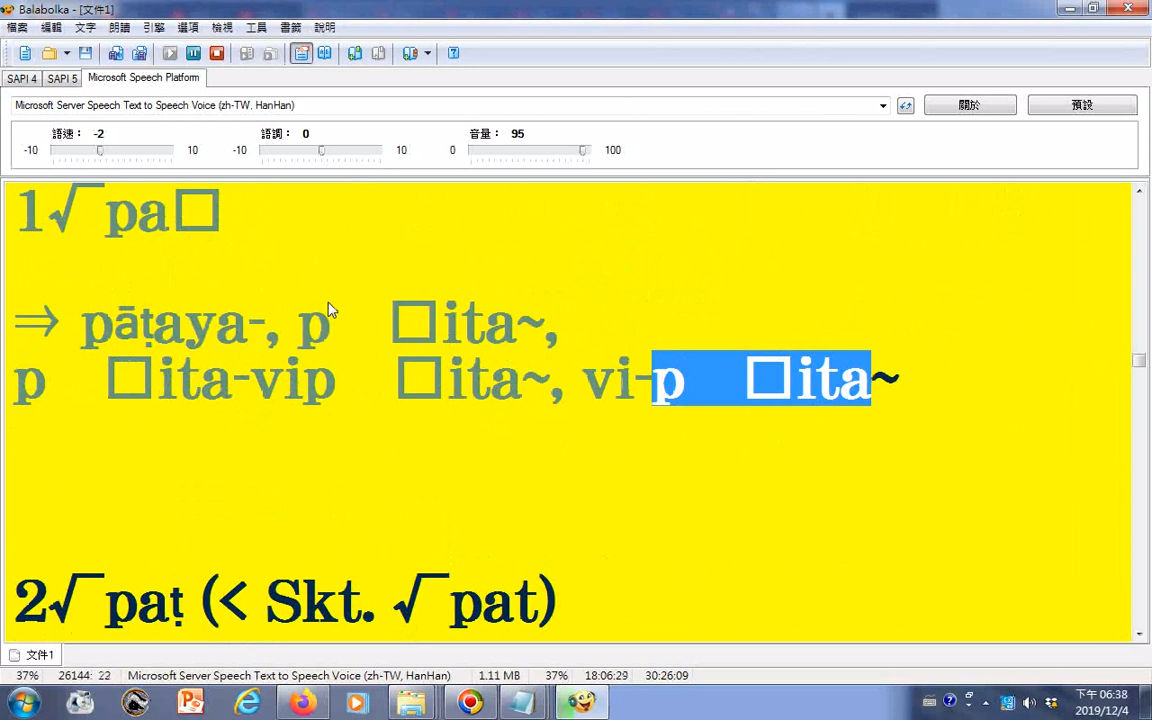 Balabolka - [文件1]
檔案 編輯 文字 朗讀 引擎 選項 檢視 工具 書籤 說明
SAPI 4 SAPI 5 Microsoft Speech Platform
Microsoft Server Speech Text to Speech Voice (zh-TW, HanHan) 關於 預設
語速： -2 語調： 0 音量： 95
-10 10 -10 10 0 100
1√pa□
⇒ pāṭaya-, p □ita~,
p □ita-vip □ita~, vi-p □ita~
2√paṭ (< Skt. √pat)
文件1
37% 26144: 22 Microsoft Server Speech Text to Speech Voice (zh-TW, HanHan) 1.11 MB 37% 18:06:29 30:26:09
下午 06:38
2019/12/4